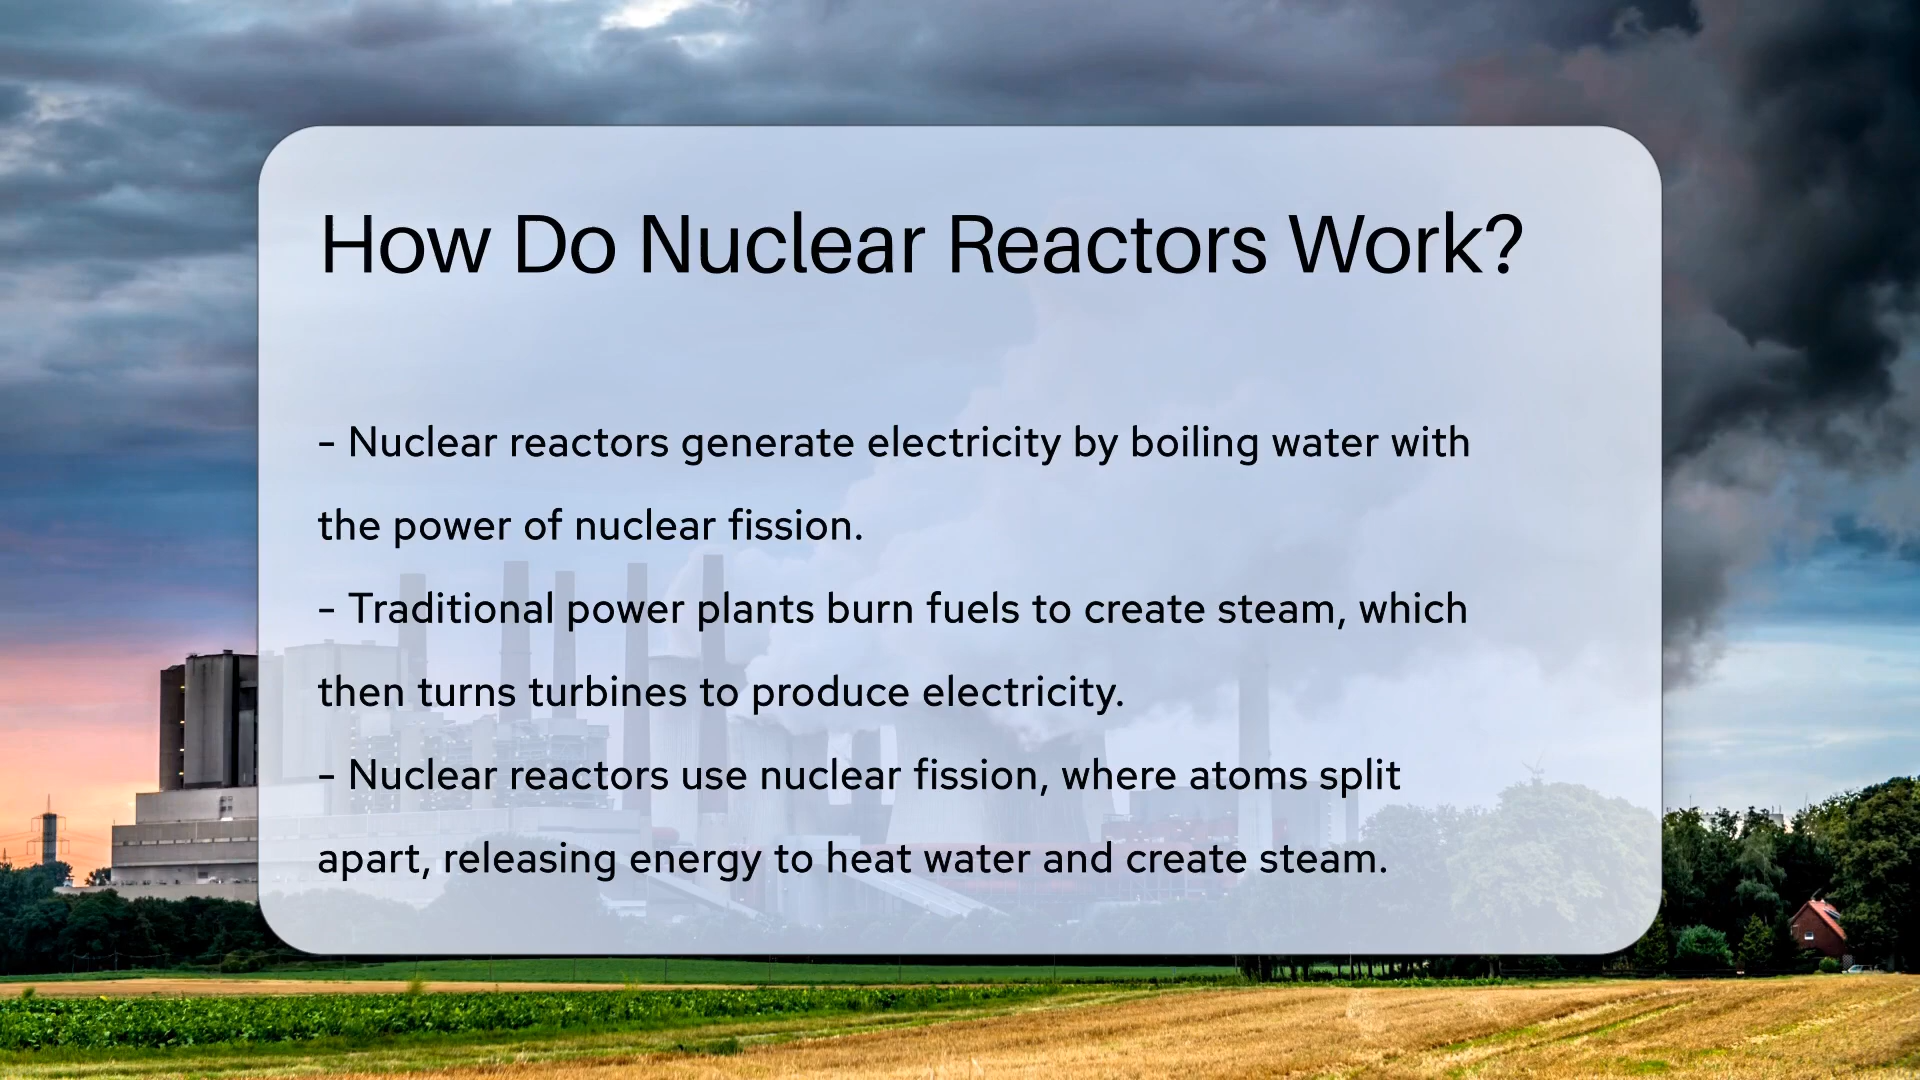 How Do Nuclear Reactors Work?
- Nuclear reactors generate electricity by boiling water with
the power of nuclear fission.
- Traditional power plants burn fuels to create steam, which
then turns turbines to produce electricity.
- Nuclear reactors use nuclear fission, where atoms split
apart, releasing energy to heat water and create steam.